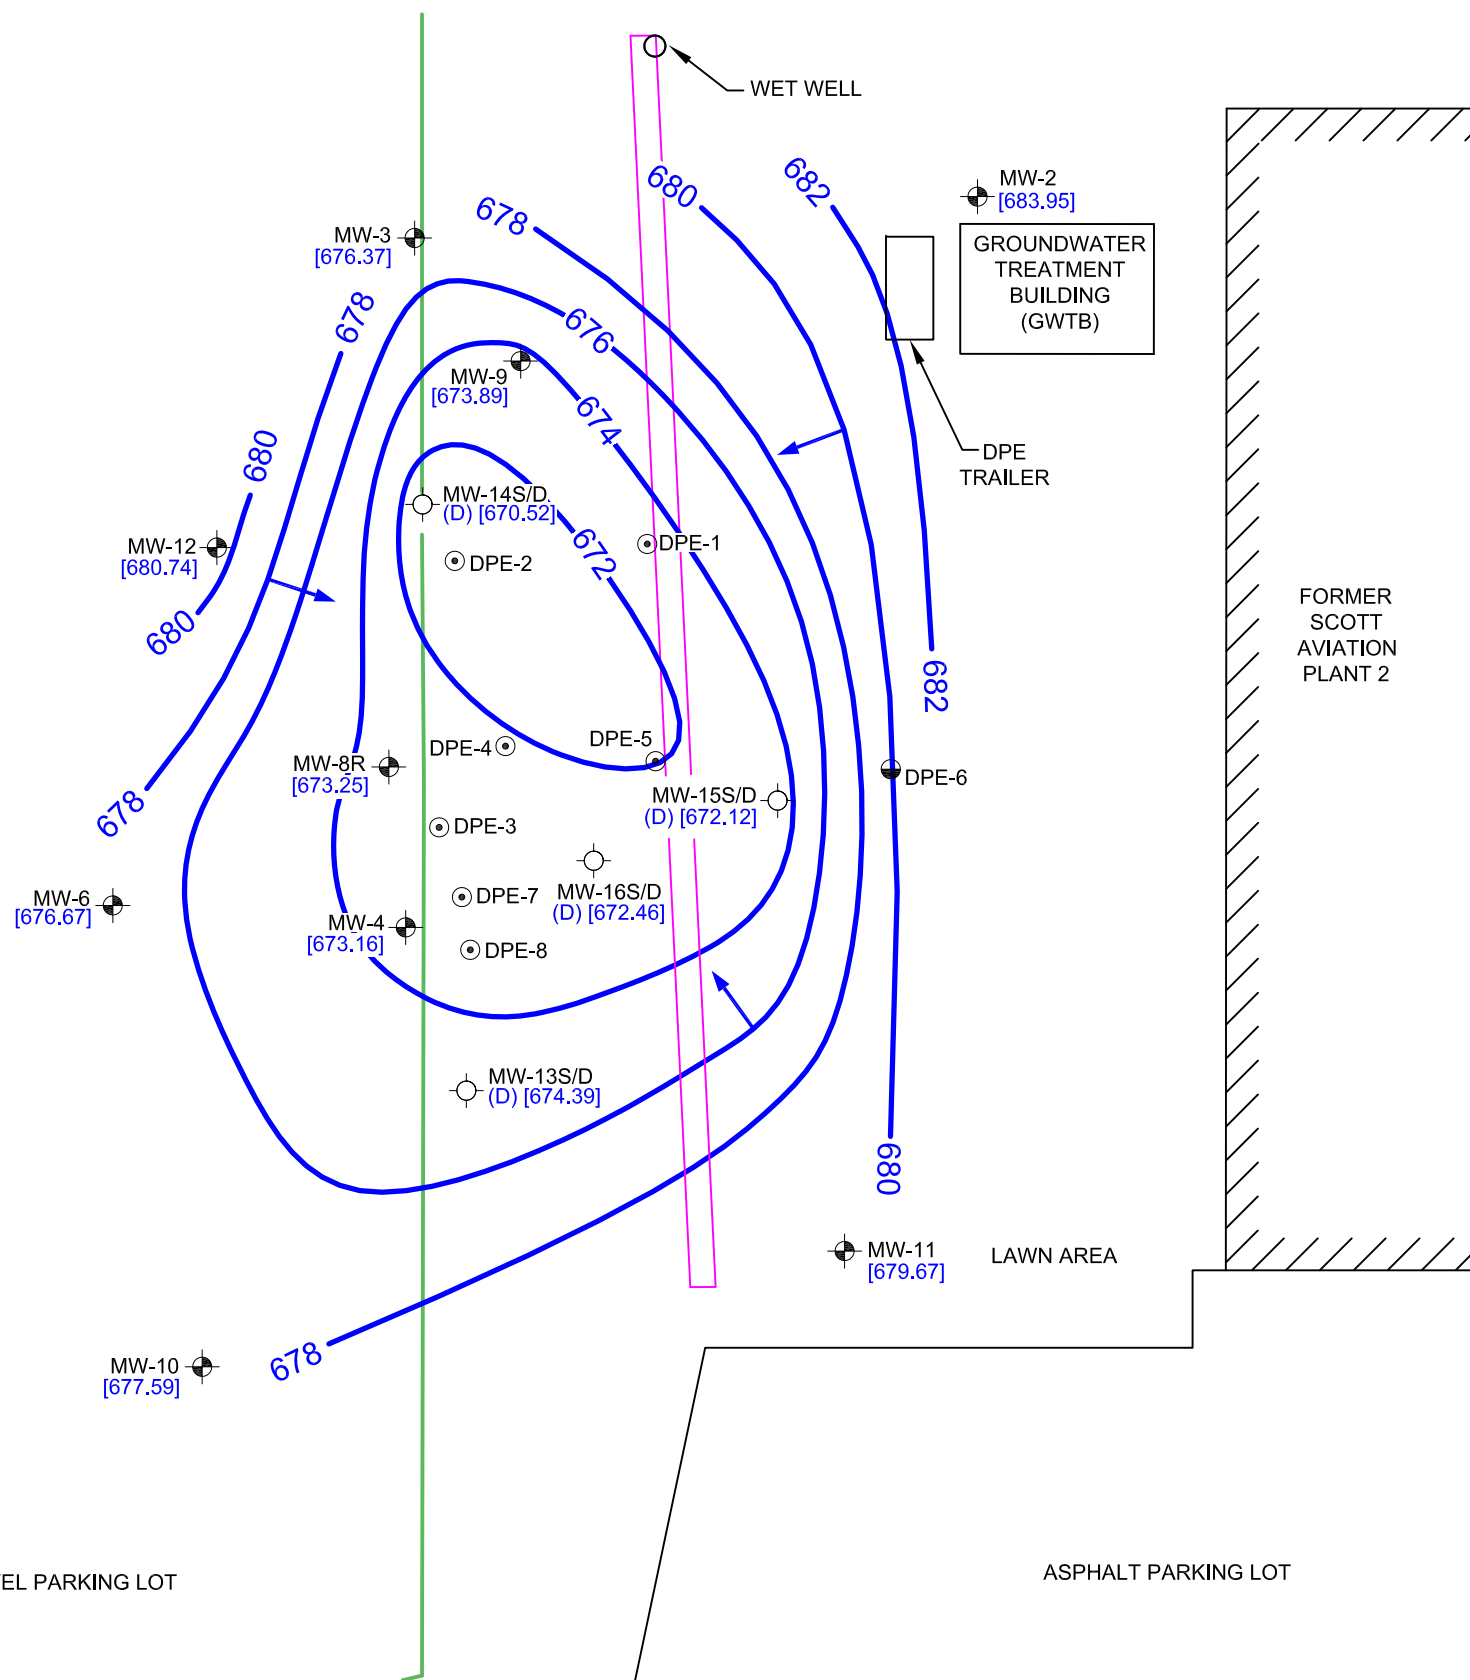 WET WELL
682
MW-2
[683.95]
680
678
MW-3
[676.37]
GROUNDWATER
TREATMENT
BUILDING
(GWTB)
678
676
MW-9
[673.89]
674
680
DPE
TRAILER
MW-14S/D
(D) [670.52]
MW-12
[680.74]
DPE-2
672
DPE-1
680
FORMER
SCOTT
AVIATION
PLANT 2
682
DPE-4
DPE-5
MW-8R
[673.25]
DPE-6
678
MW-15S/D
(D) [672.12]
DPE-3
MW-6
[676.67]
DPE-7
MW-16S/D
(D) [672.46]
MW-4
[673.16]
DPE-8
MW-13S/D
(D) [674.39]
680
MW-11
[679.67]
LAWN AREA
678
MW-10
[677.59]
EL PARKING LOT
ASPHALT PARKING LOT